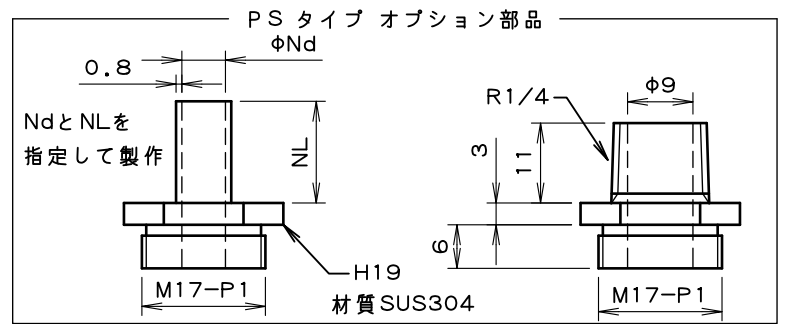 PS タイプ オプション部品
φNd
0.8
NdとNLを
指定して製作
NL
H19
M17-P1
材質SUS304
φ9
R1/4
3
11
6
M17-P1